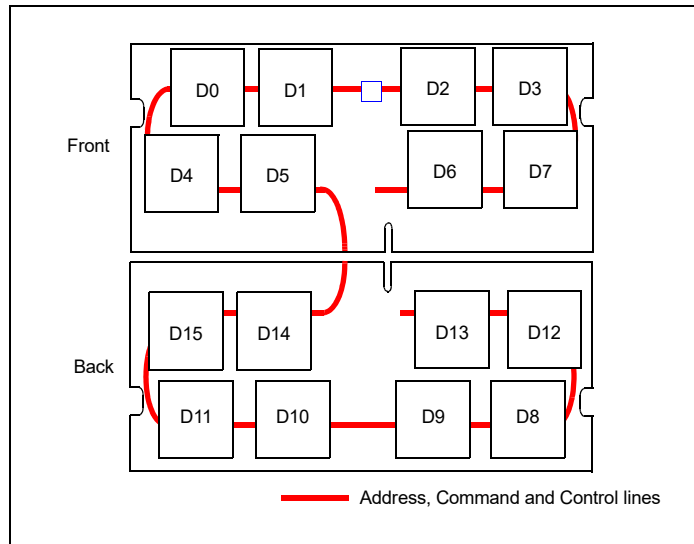 D0 D1 D2 D3
Front
D4 D5 D6 D7
D15 D14 D13 D12
Back
D11 D10 D9 D8
Address, Command and Control lines